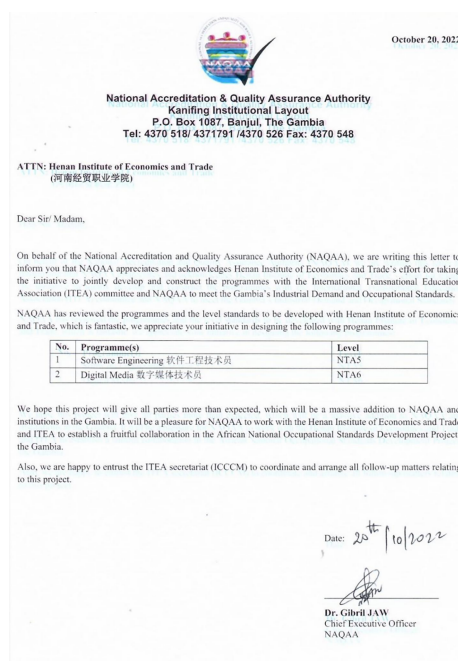 October 20, 2022
NAQAA
National Accreditation & Quality Assurance Authority
Kanifing Institutional Layout
P.O. Box 1087, Banjul, The Gambia
Tel: 4370 518/ 4371791 /4370 526 Fax: 4370 548
ATTN: Henan Institute of Economics and Trade
(河南经贸职业学院)
Dear Sir/ Madam,
On behalf of the National Accreditation and Quality Assurance Authority (NAQAA), we are writing this letter to
inform you that NAQAA appreciates and acknowledges Henan Institute of Economics and Trade's effort for taking
the initiative to jointly develop and construct the programmes with the International Transnational Education
Association (ITEA) committee and NAQAA to meet the Gambia's Industrial Demand and Occupational Standards.
NAQAA has reviewed the programmes and the level standards to be developed with Henan Institute of Economics
and Trade, which is fantastic, we appreciate your initiative in designing the following programmes:
No. Programme(s) Level
1 Software Engineering 软件工程技术员 NTA5
2 Digital Media 数字媒体技术员 NTA6
We hope this project will give all parties more than expected, which will be a massive addition to NAQAA and
institutions in the Gambia. It will be a pleasure for NAQAA to work with the Henan Institute of Economics and Trade
and ITEA to establish a fruitful collaboration in the African National Occupational Standards Development Project
the Gambia.
Also, we are happy to entrust the ITEA secretariat (ICCCM) to coordinate and arrange all follow-up matters relating
to this project.
Date: 20th/10/2022
Dr. Gibril JAW
Chief Executive Officer
NAQAA